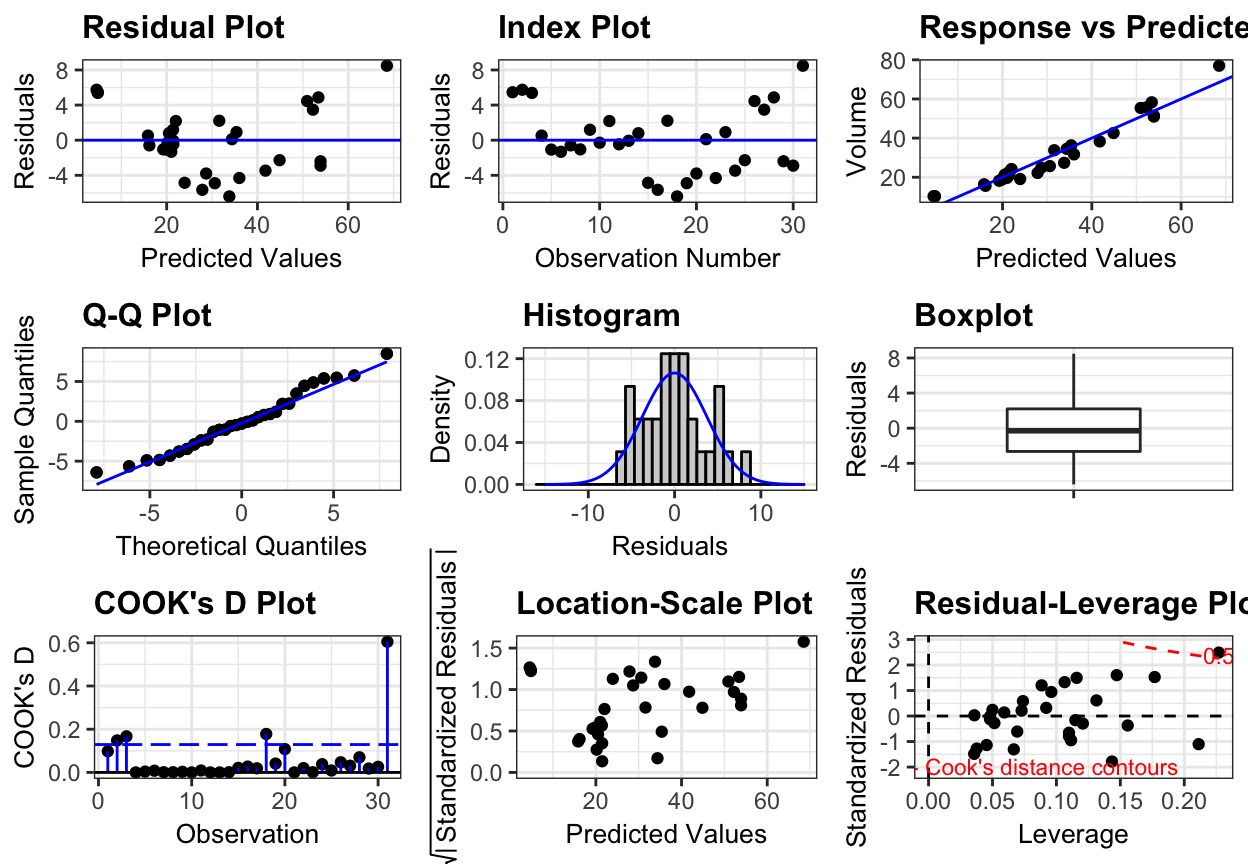 Residual Plot
Residuals
8
4
0
-4
20
40
60
Predicted Values
Index Plot
Residuals
8
4
0
-4
0
10
20
30
Observation Number
Response vs Predicte
Volume
80
60
40
20
20
40
60
Predicted Values
Q-Q Plot
Sample Quantiles
5
0
-5
-5
0
5
Theoretical Quantiles
Histogram
Density
0.12
0.08
0.04
0.00
-10
0
10
Residuals
Boxplot
Residuals
8
4
0
-4
COOK's D Plot
COOK's D
0.6
0.4
0.2
0.0
0
10
20
30
Observation
Location-Scale Plot
√| Standardized Residuals |
1.5
1.0
0.5
0.0
20
40
60
Predicted Values
Residual-Leverage Plo
Standardized Residuals
3
2
1
0
-1
-2
0.5
- Cook's distance contours
0.00
0.05
0.10
0.15
0.20
Leverage